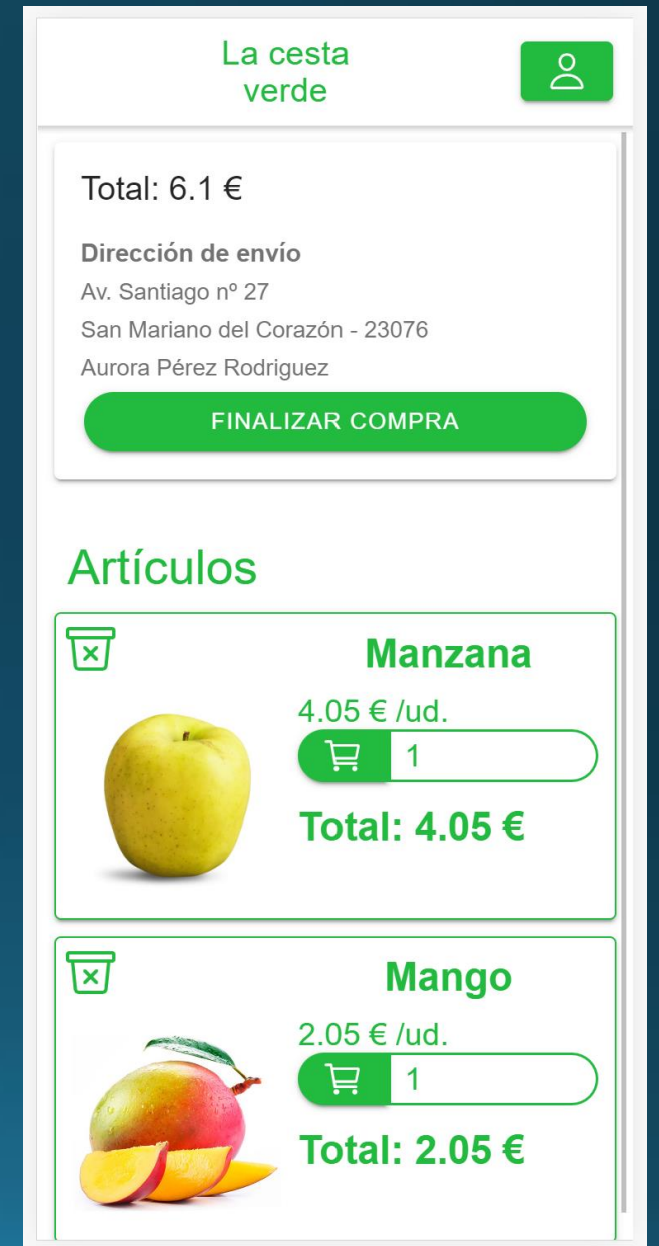 La cesta
verde
Total: 6.1 €
Dirección de envío
Av. Santiago nº 27
San Mariano del Corazón - 23076
Aurora Pérez Rodriguez
FINALIZAR COMPRA
Artículos
Manzana
4.05 € /ud.
1
Total: 4.05 €
Mango
2.05 € /ud.
1
Total: 2.05 €